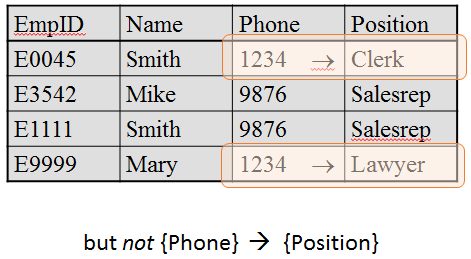 EmpID Name Phone Position
E0045 Smith 1234 → Clerk
E3542 Mike 9876 Salesrep
E1111 Smith 9876 Salesrep
E9999 Mary 1234 → Lawyer
but not {Phone} → {Position}